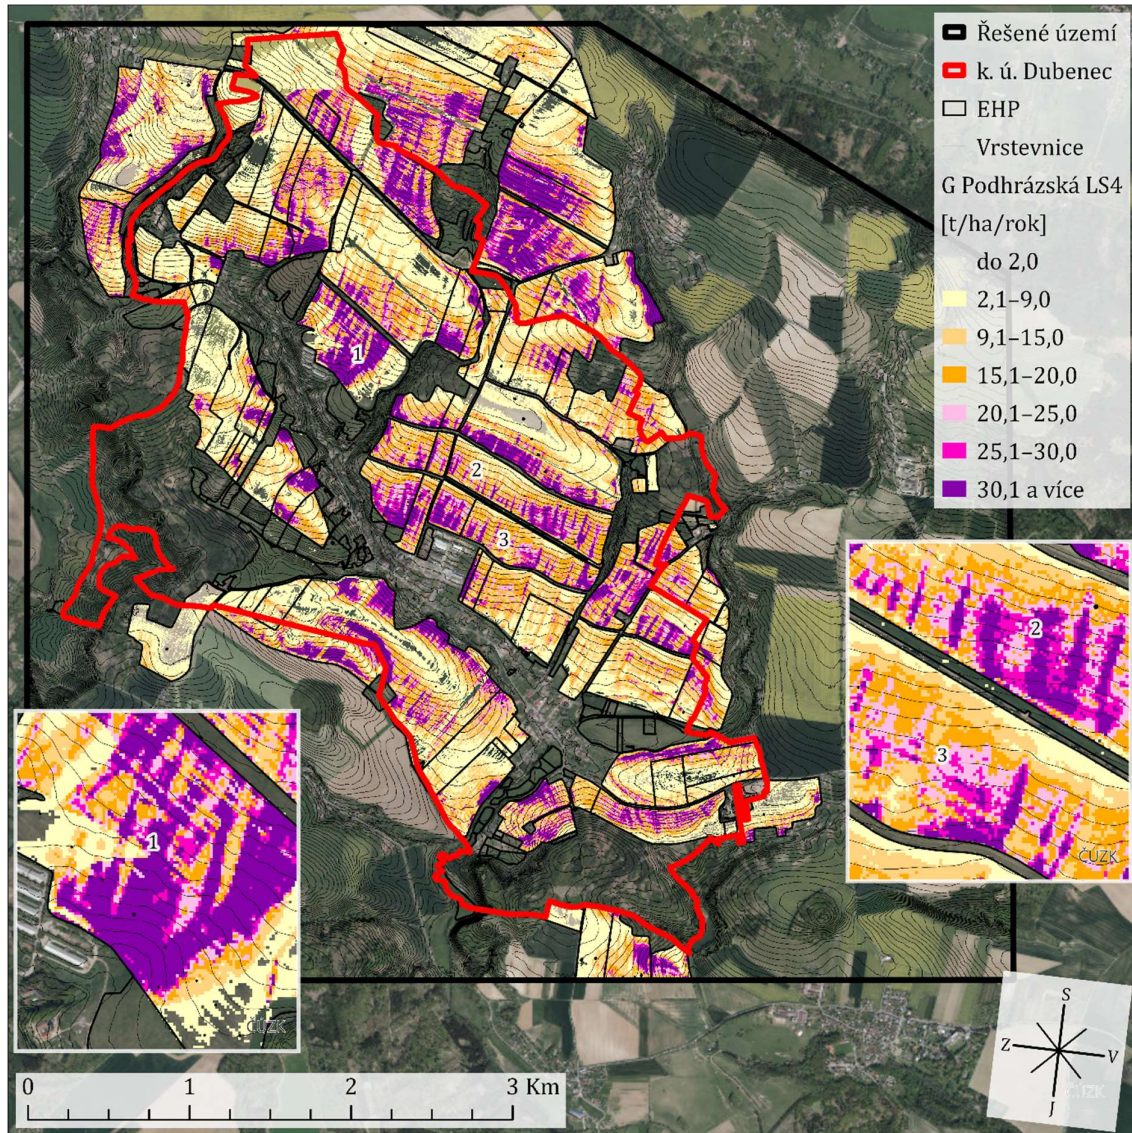 Řešené území
k. ú. Dubenec
EHP
Vrstevnice
G Podhrázská LS4
[t/ha/rok]
do 2,0
2,1–9,0
9,1–15,0
15,1–20,0
20,1–25,0
25,1–30,0
30,1 a více
1
2
3
2
3
ČÚZK
1
ČÚZK
0 1 2 3 Km
S
Z V
J
ČÚZK